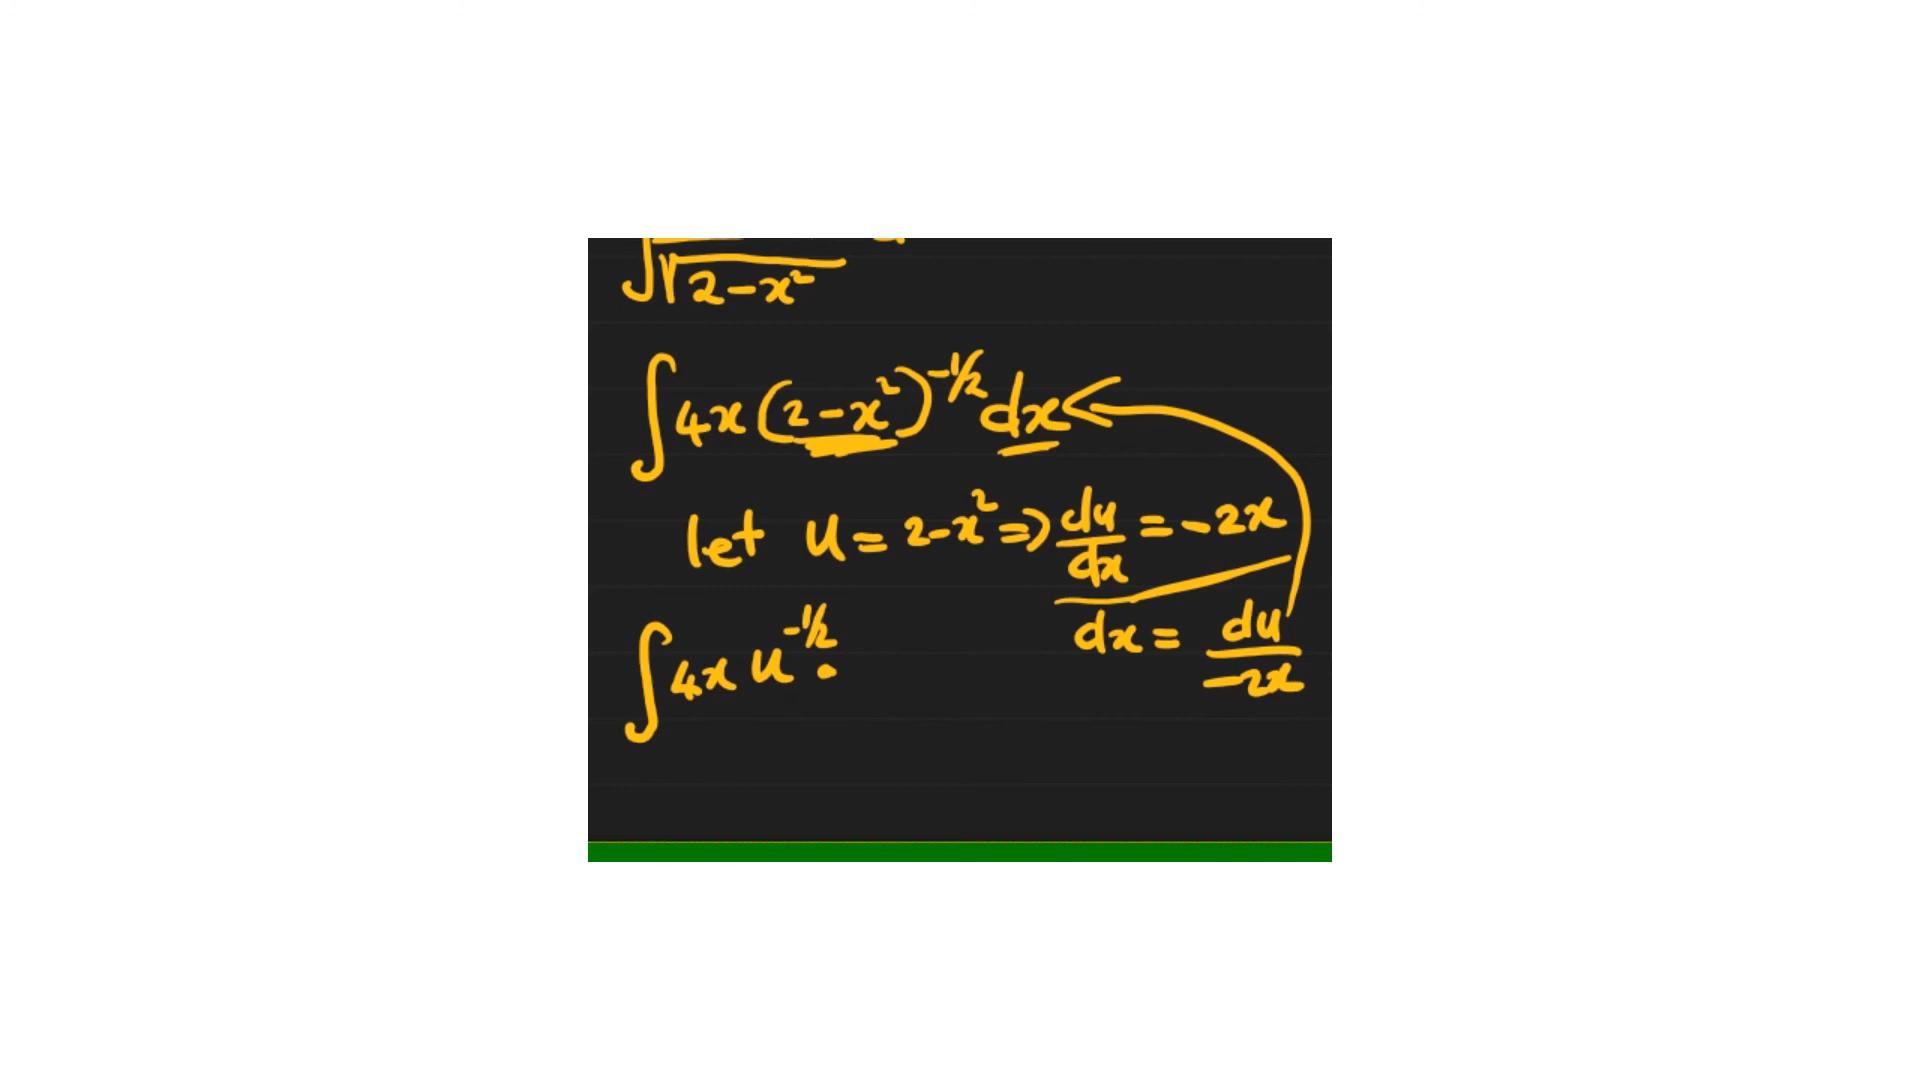 ∫ √2-x²
∫ 4x (2-x²)^-1/2 dx
let u = 2-x² => du/dx = -2x
dx = du/-2x
∫ 4x u^-1/2 .